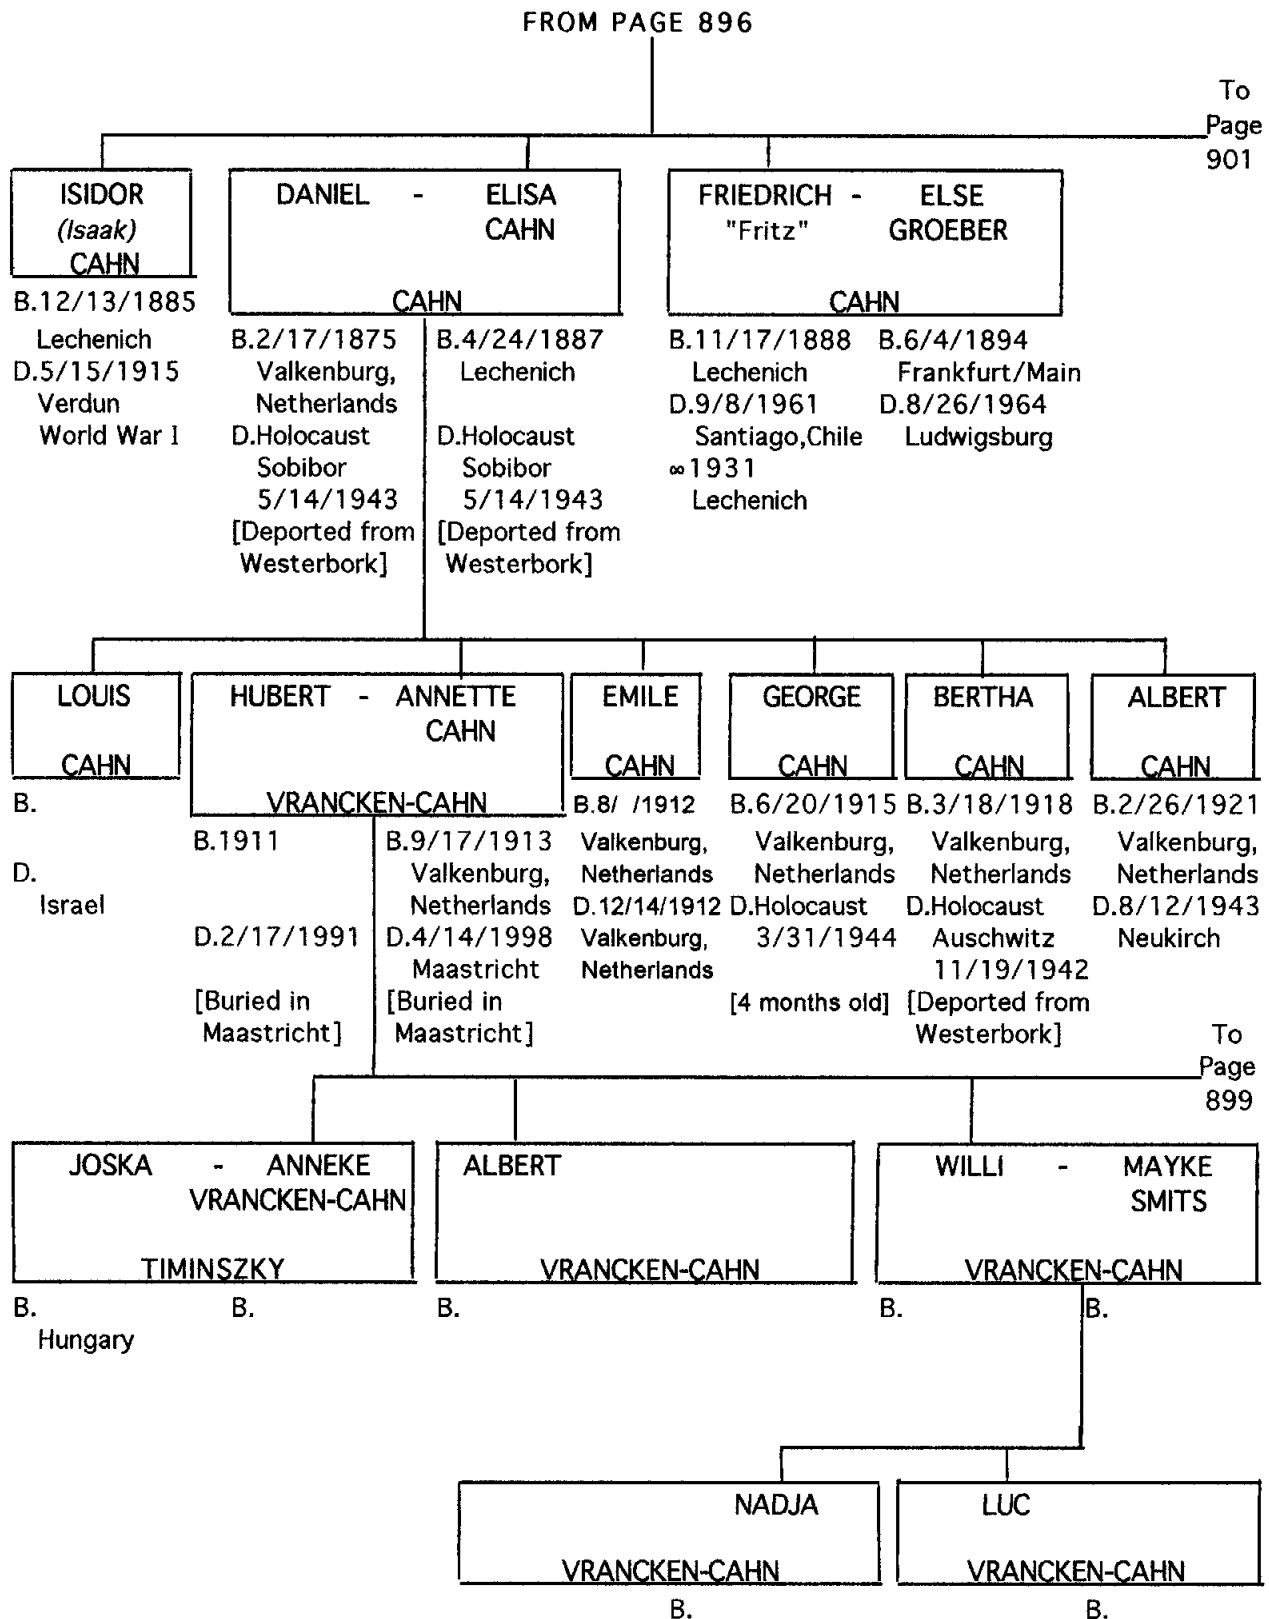 FROM PAGE 896
To
Page
901
ISIDOR
(Isaak)
CAHN
B.12/13/1885
Lechenich
D.5/15/1915
Verdun
World War I
DANIEL - ELISA
CAHN
CAHN
B.2/17/1875
Valkenburg,
Netherlands
D.Holocaust
Sobibor
5/14/1943
[Deported from
Westerbork]
B.4/24/1887
Lechenich
D.Holocaust
Sobibor
5/14/1943
[Deported from
Westerbork]
FRIEDRICH - ELSE
"Fritz" GROEBER
CAHN
B.11/17/1888
Lechenich
D.9/8/1961
Santiago,Chile
∞1931
Lechenich
B.6/4/1894
Frankfurt/Main
D.8/26/1964
Ludwigsburg
LOUIS
CAHN
B.
D.
Israel
HUBERT - ANNETTE
CAHN
VRANCKEN-CAHN
B.1911
D.2/17/1991
[Buried in
Maastricht]
B.9/17/1913
Valkenburg,
Netherlands
D.4/14/1998
Maastricht
[Buried in
Maastricht]
EMILE
CAHN
B.8/ /1912
Valkenburg,
Netherlands
D.12/14/1912
Valkenburg,
Netherlands
GEORGE
CAHN
B.6/20/1915
Valkenburg,
Netherlands
D.Holocaust
3/31/1944
[4 months old]
BERTHA
CAHN
B.3/18/1918
Valkenburg,
Netherlands
D.Holocaust
Auschwitz
11/19/1942
[Deported from
Westerbork]
ALBERT
CAHN
B.2/26/1921
Valkenburg,
Netherlands
D.8/12/1943
Neukirch
To
Page
899
JOSKA - ANNEKE
VRANCKEN-CAHN
TIMINSZKY
B. B.
Hungary
ALBERT
VRANCKEN-CAHN
B.
WILLI - MAYKE
SMITS
VRANCKEN-CAHN
B. B.
NADJA
VRANCKEN-CAHN
B.
LUC
VRANCKEN-CAHN
B.